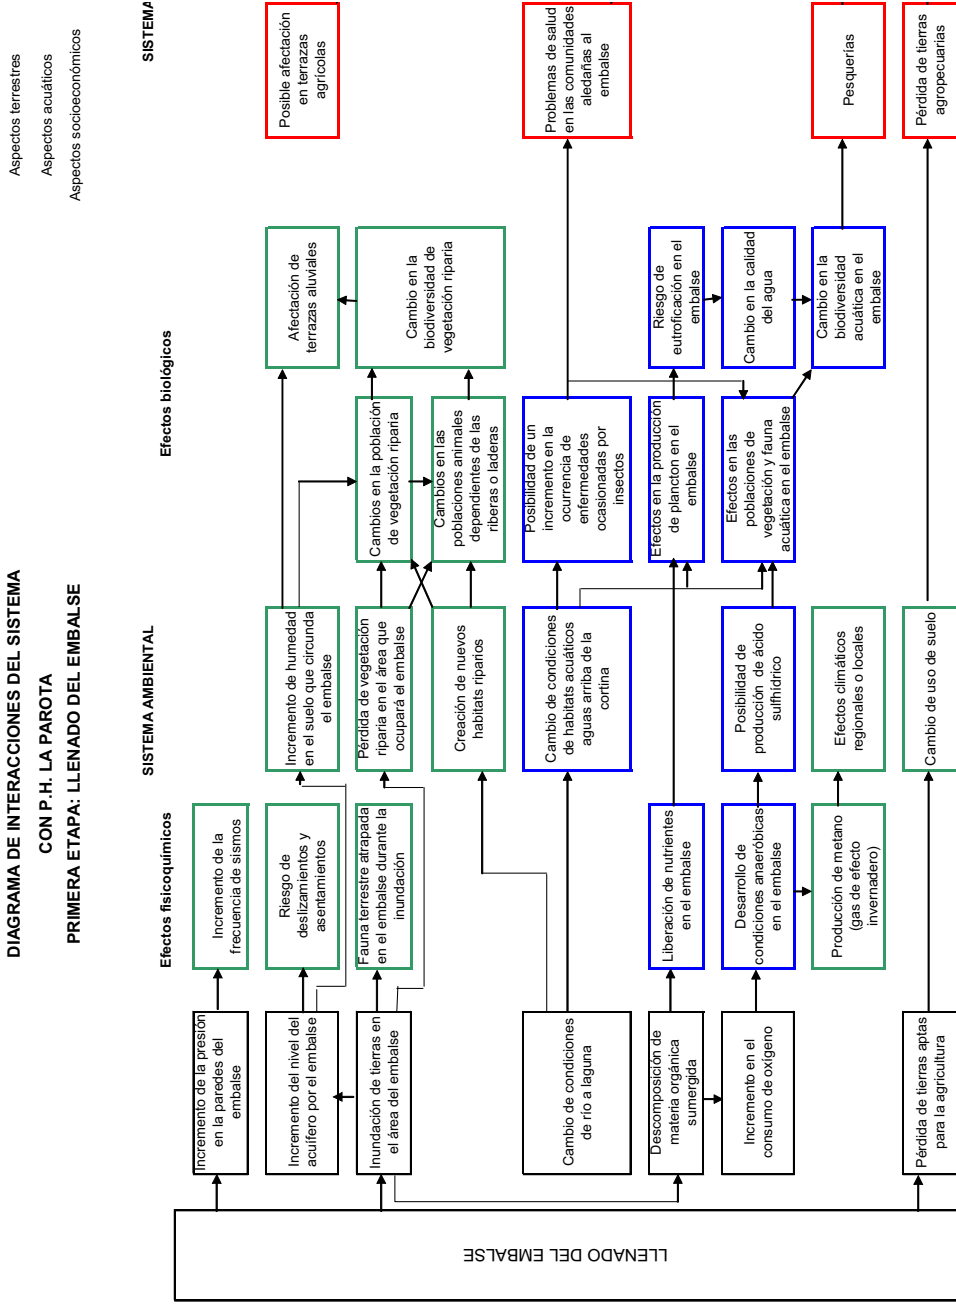 DIAGRAMA DE INTERACCIONES DEL SISTEMA
CON P.H. LA PAROTA
PRIMERA ETAPA: LLENADO DEL EMBALSE
Aspectos terrestres
Aspectos acuáticos
Aspectos socioeconómicos
SISTEMA AMBIENTAL
SISTEMA
Efectos fisicoquímicos
Efectos biológicos
LLENADO DEL EMBALSE
Incremento de la presión
en la paredes del
embalse
Incremento de la
frecuencia de sismos
Incremento del nivel del
acuífero por el embalse
Riesgo de
deslizamientos y
asentamientos
Incremento de humedad
en el suelo que circunda
el embalse
Afectación de
terrazas aluviales
Posible afectación
en terrazas
agrícolas
Inundación de tierras en
el área del embalse
Fauna terrestre atrapada
en el embalse durante la
inundación
Pérdida de vegetación
riparia en el área que
ocupará el embalse
Cambios en la población
de vegetación riparia
Cambio en la
biodiversidad de
vegetación riparia
Creación de nuevos
habitats riparios
Cambios en las
poblaciones animales
dependientes de las
riberas o laderas
Cambio de condiciones
de río a laguna
Cambio de condiciones
de habitats acuáticos
aguas arriba de la
cortina
Posibilidad de un
incremento en la
ocurrencia de
enfermedades
ocasionadas por
insectos
Problemas de salud
en las comunidades
aledañas al
embalse
Descomposición de
materia orgánica
sumergida
Liberación de nutrientes
en el embalse
Efectos en la producción
de plancton en el
embalse
Riesgo de
eutroficación en el
embalse
Incremento en el
consumo de oxígeno
Desarrollo de
condiciones anaeróbicas
en el embalse
Posibilidad de
producción de ácido
sulfhídrico
Efectos en las
poblaciones de
vegetación y fauna
acuática en el embalse
Cambio en la calidad
del agua
Producción de metano
(gas de efecto
invernadero)
Efectos climáticos
regionales o locales
Cambio en la
biodiversidad
acuática en el
embalse
Pesquerías
Pérdida de tierras aptas
para la agricultura
Cambio de uso de suelo
Pérdida de tierras
agropecuarias